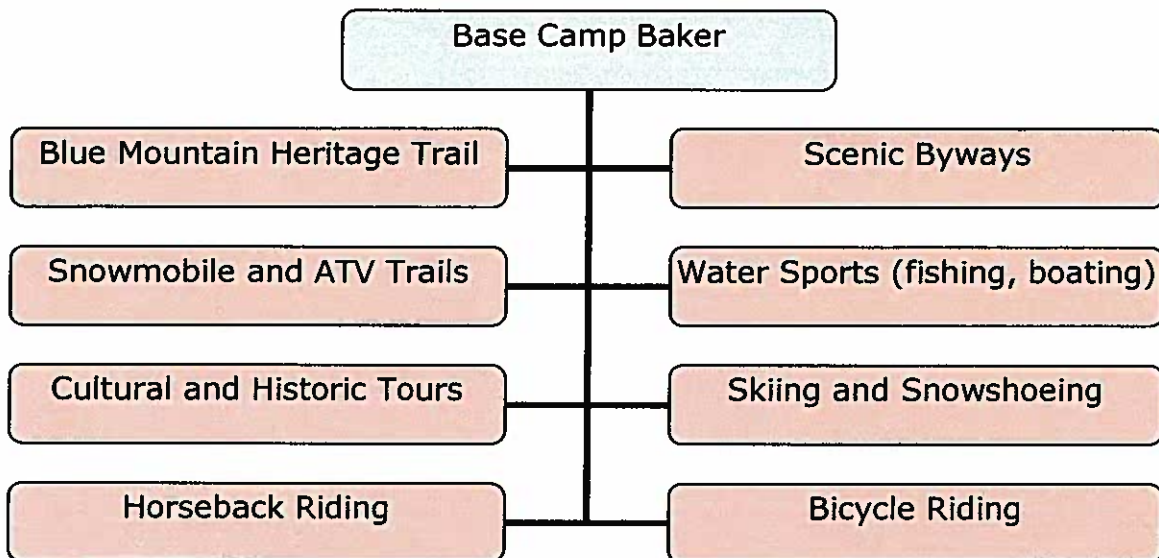 Base Camp Baker
Blue Mountain Heritage Trail
Scenic Byways
Snowmobile and ATV Trails
Water Sports (fishing, boating)
Cultural and Historic Tours
Skiing and Snowshoeing
Horseback Riding
Bicycle Riding